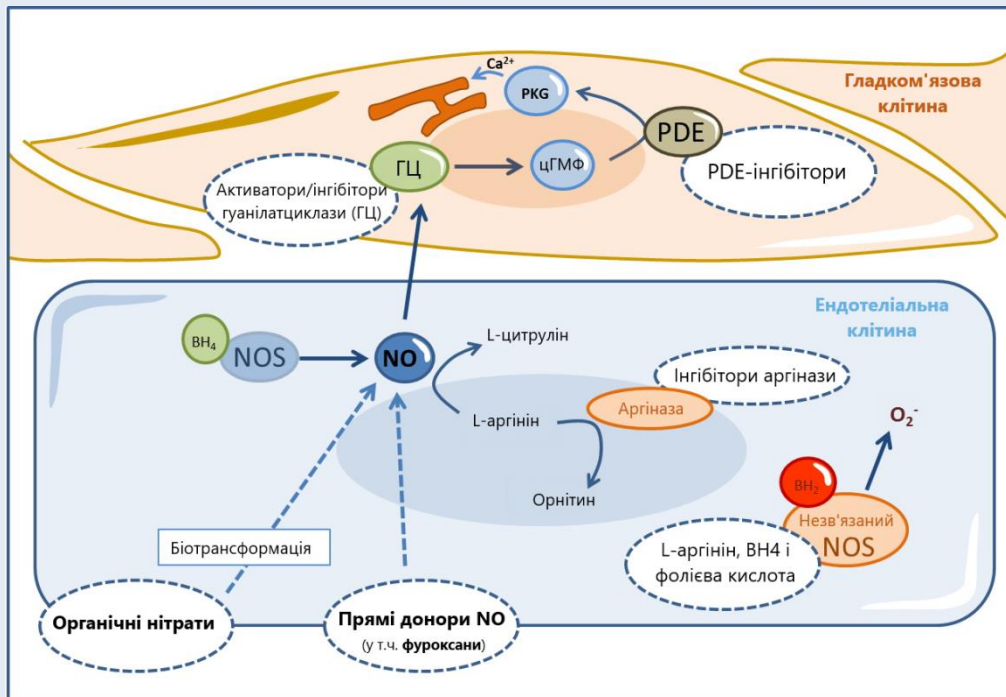 Гладком'язова
клітина
Ca²⁺
PKG
PDE
PDE-інгібітори
ГЦ
цГМФ
Активатори/інгібітори
гуанілатциклази (ГЦ)
Ендотеліальна
клітина
BH₄
NOS
NO
L-цитрулін
L-аргінін
Інгібітори аргінази
Аргіназа
Орнітин
O₂⁻
BH₂
Незв'язаний
NOS
L-аргінін, BH4 і
фолієва кислота
Біотрансформація
Органічні нітрати
Прямі донори NO
(у т.ч. фуроксани)